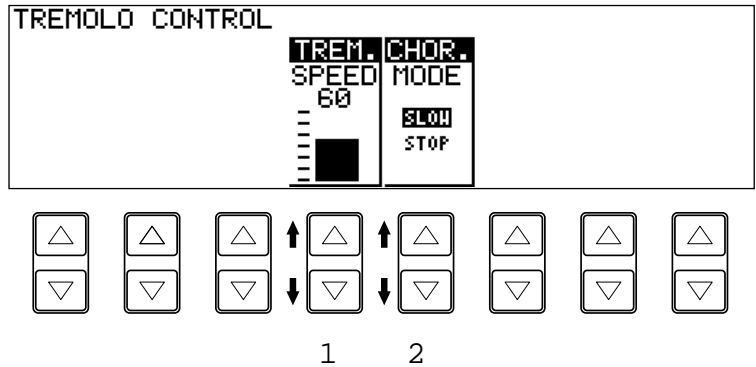 TREMOLO CONTROL
TREM. CHOR.
SPEED MODE
60
SLOW
STOP
1 2